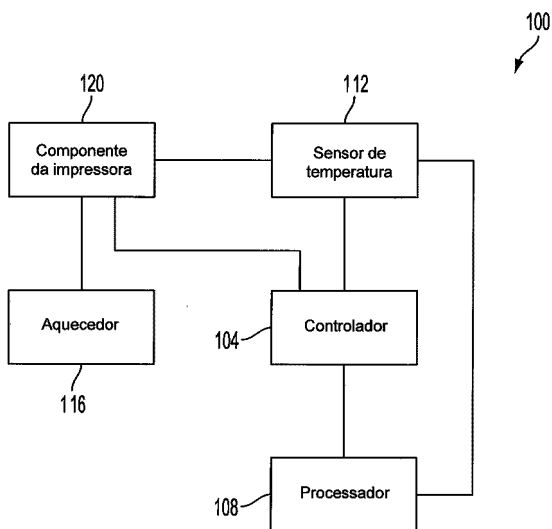 100
120
112
Componente
da impressora
Sensor de
temperatura
Aquecedor
104
Controlador
116
108
Processador